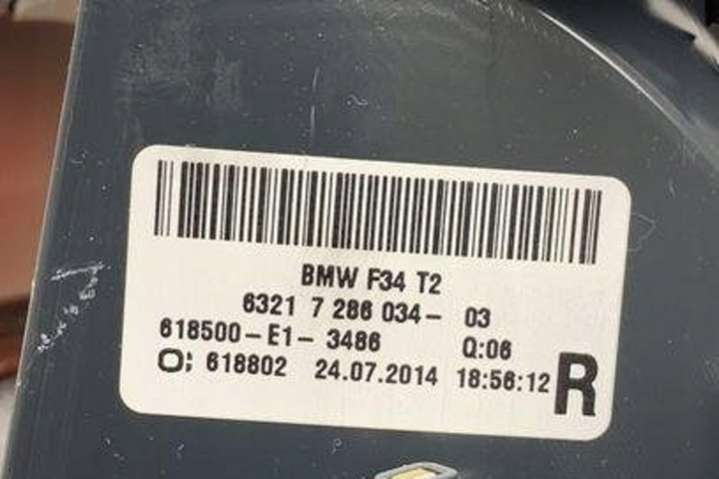 BMW F34 T2
6321 7 286 034- 03
618500-E1- 3486 Q:06
O: 618802 24.07.2014 18:56:12 R